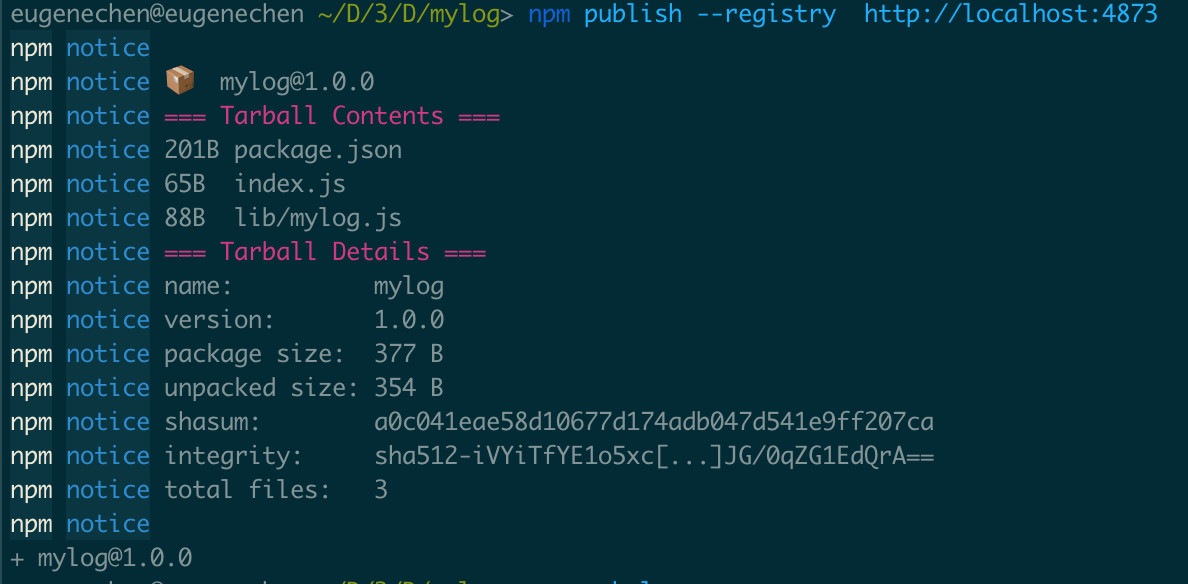 eugenechen@eugenechen ~/D/3/D/mylog> npm publish --registry  http://localhost:4873
npm notice
npm notice 📦  mylog@1.0.0
npm notice === Tarball Contents ===
npm notice 201B package.json
npm notice 65B  index.js
npm notice 88B  lib/mylog.js
npm notice === Tarball Details ===
npm notice name:          mylog
npm notice version:       1.0.0
npm notice package size:  377 B
npm notice unpacked size: 354 B
npm notice shasum:        a0c041eae58d10677d174adb047d541e9ff207ca
npm notice integrity:     sha512-iVYiTfYE1o5xc[...]JG/0qZG1EdQrA==
npm notice total files:   3
npm notice
+ mylog@1.0.0